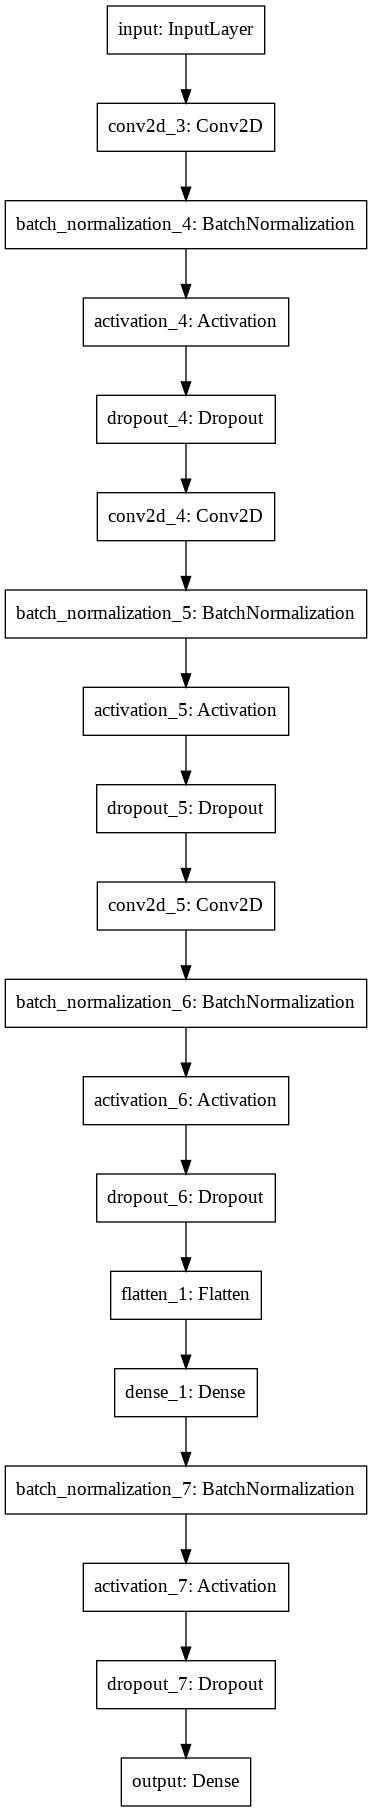 input: InputLayer
conv2d_3: Conv2D
batch_normalization_4: BatchNormalization
activation_4: Activation
dropout_4: Dropout
conv2d_4: Conv2D
batch_normalization_5: BatchNormalization
activation_5: Activation
dropout_5: Dropout
conv2d_5: Conv2D
batch_normalization_6: BatchNormalization
activation_6: Activation
dropout_6: Dropout
flatten_1: Flatten
dense_1: Dense
batch_normalization_7: BatchNormalization
activation_7: Activation
dropout_7: Dropout
output: Dense